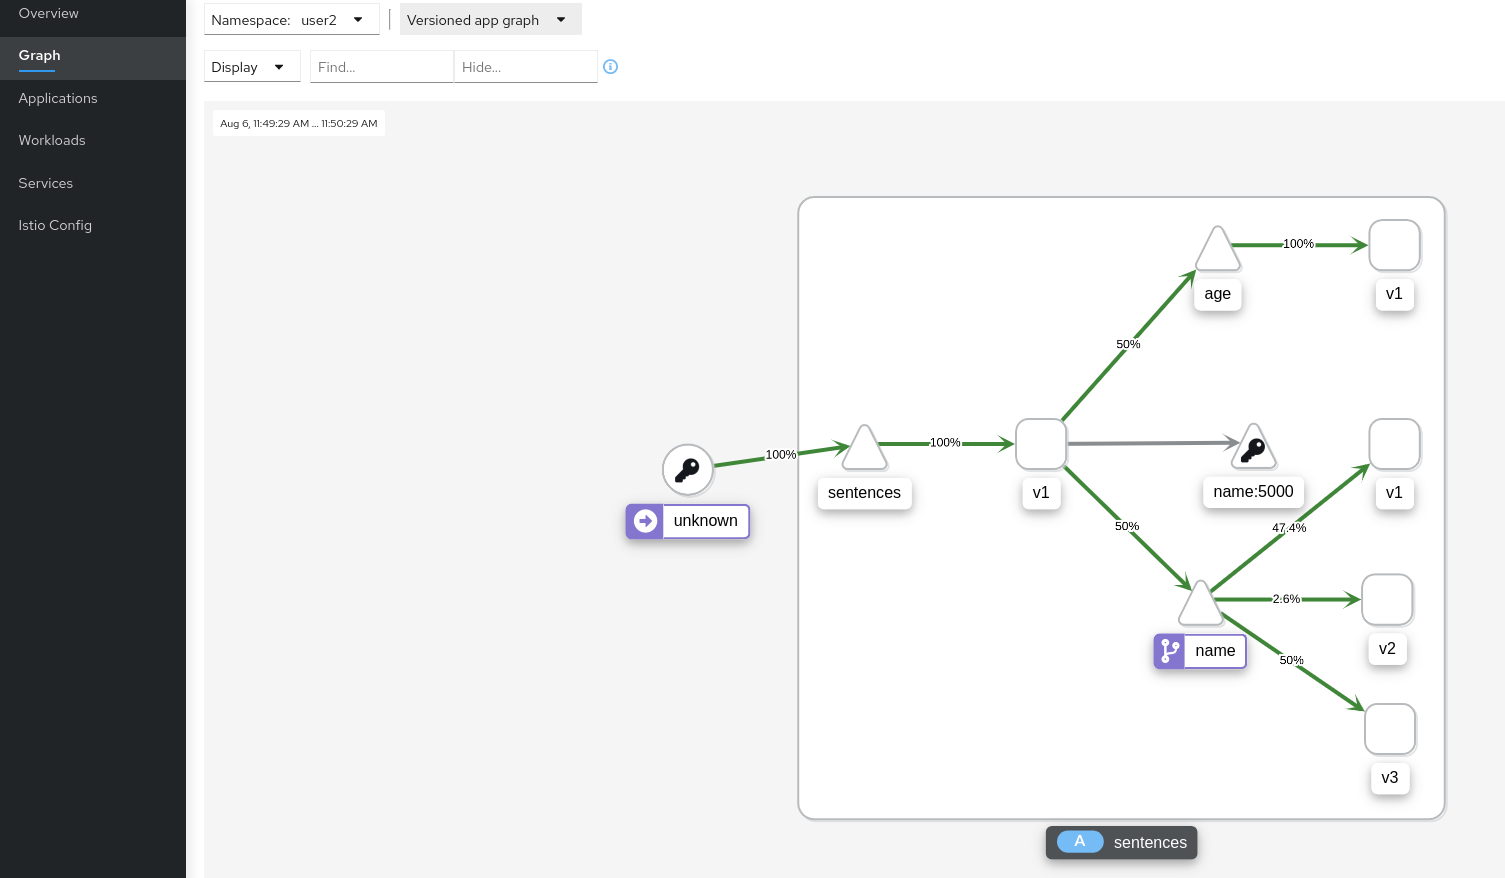 Overview
Graph
Applications
Workloads
Services
Istio Config
Namespace: user2
Versioned app graph
Display
Find...
Hide...
Aug 6, 11:49:29 AM ... 11:50:29 AM
100%
age
v1
50%
100%
100%
unknown
sentences
v1
name:5000
v1
47.4%
50%
2.6%
name
v2
50%
v3
A sentences